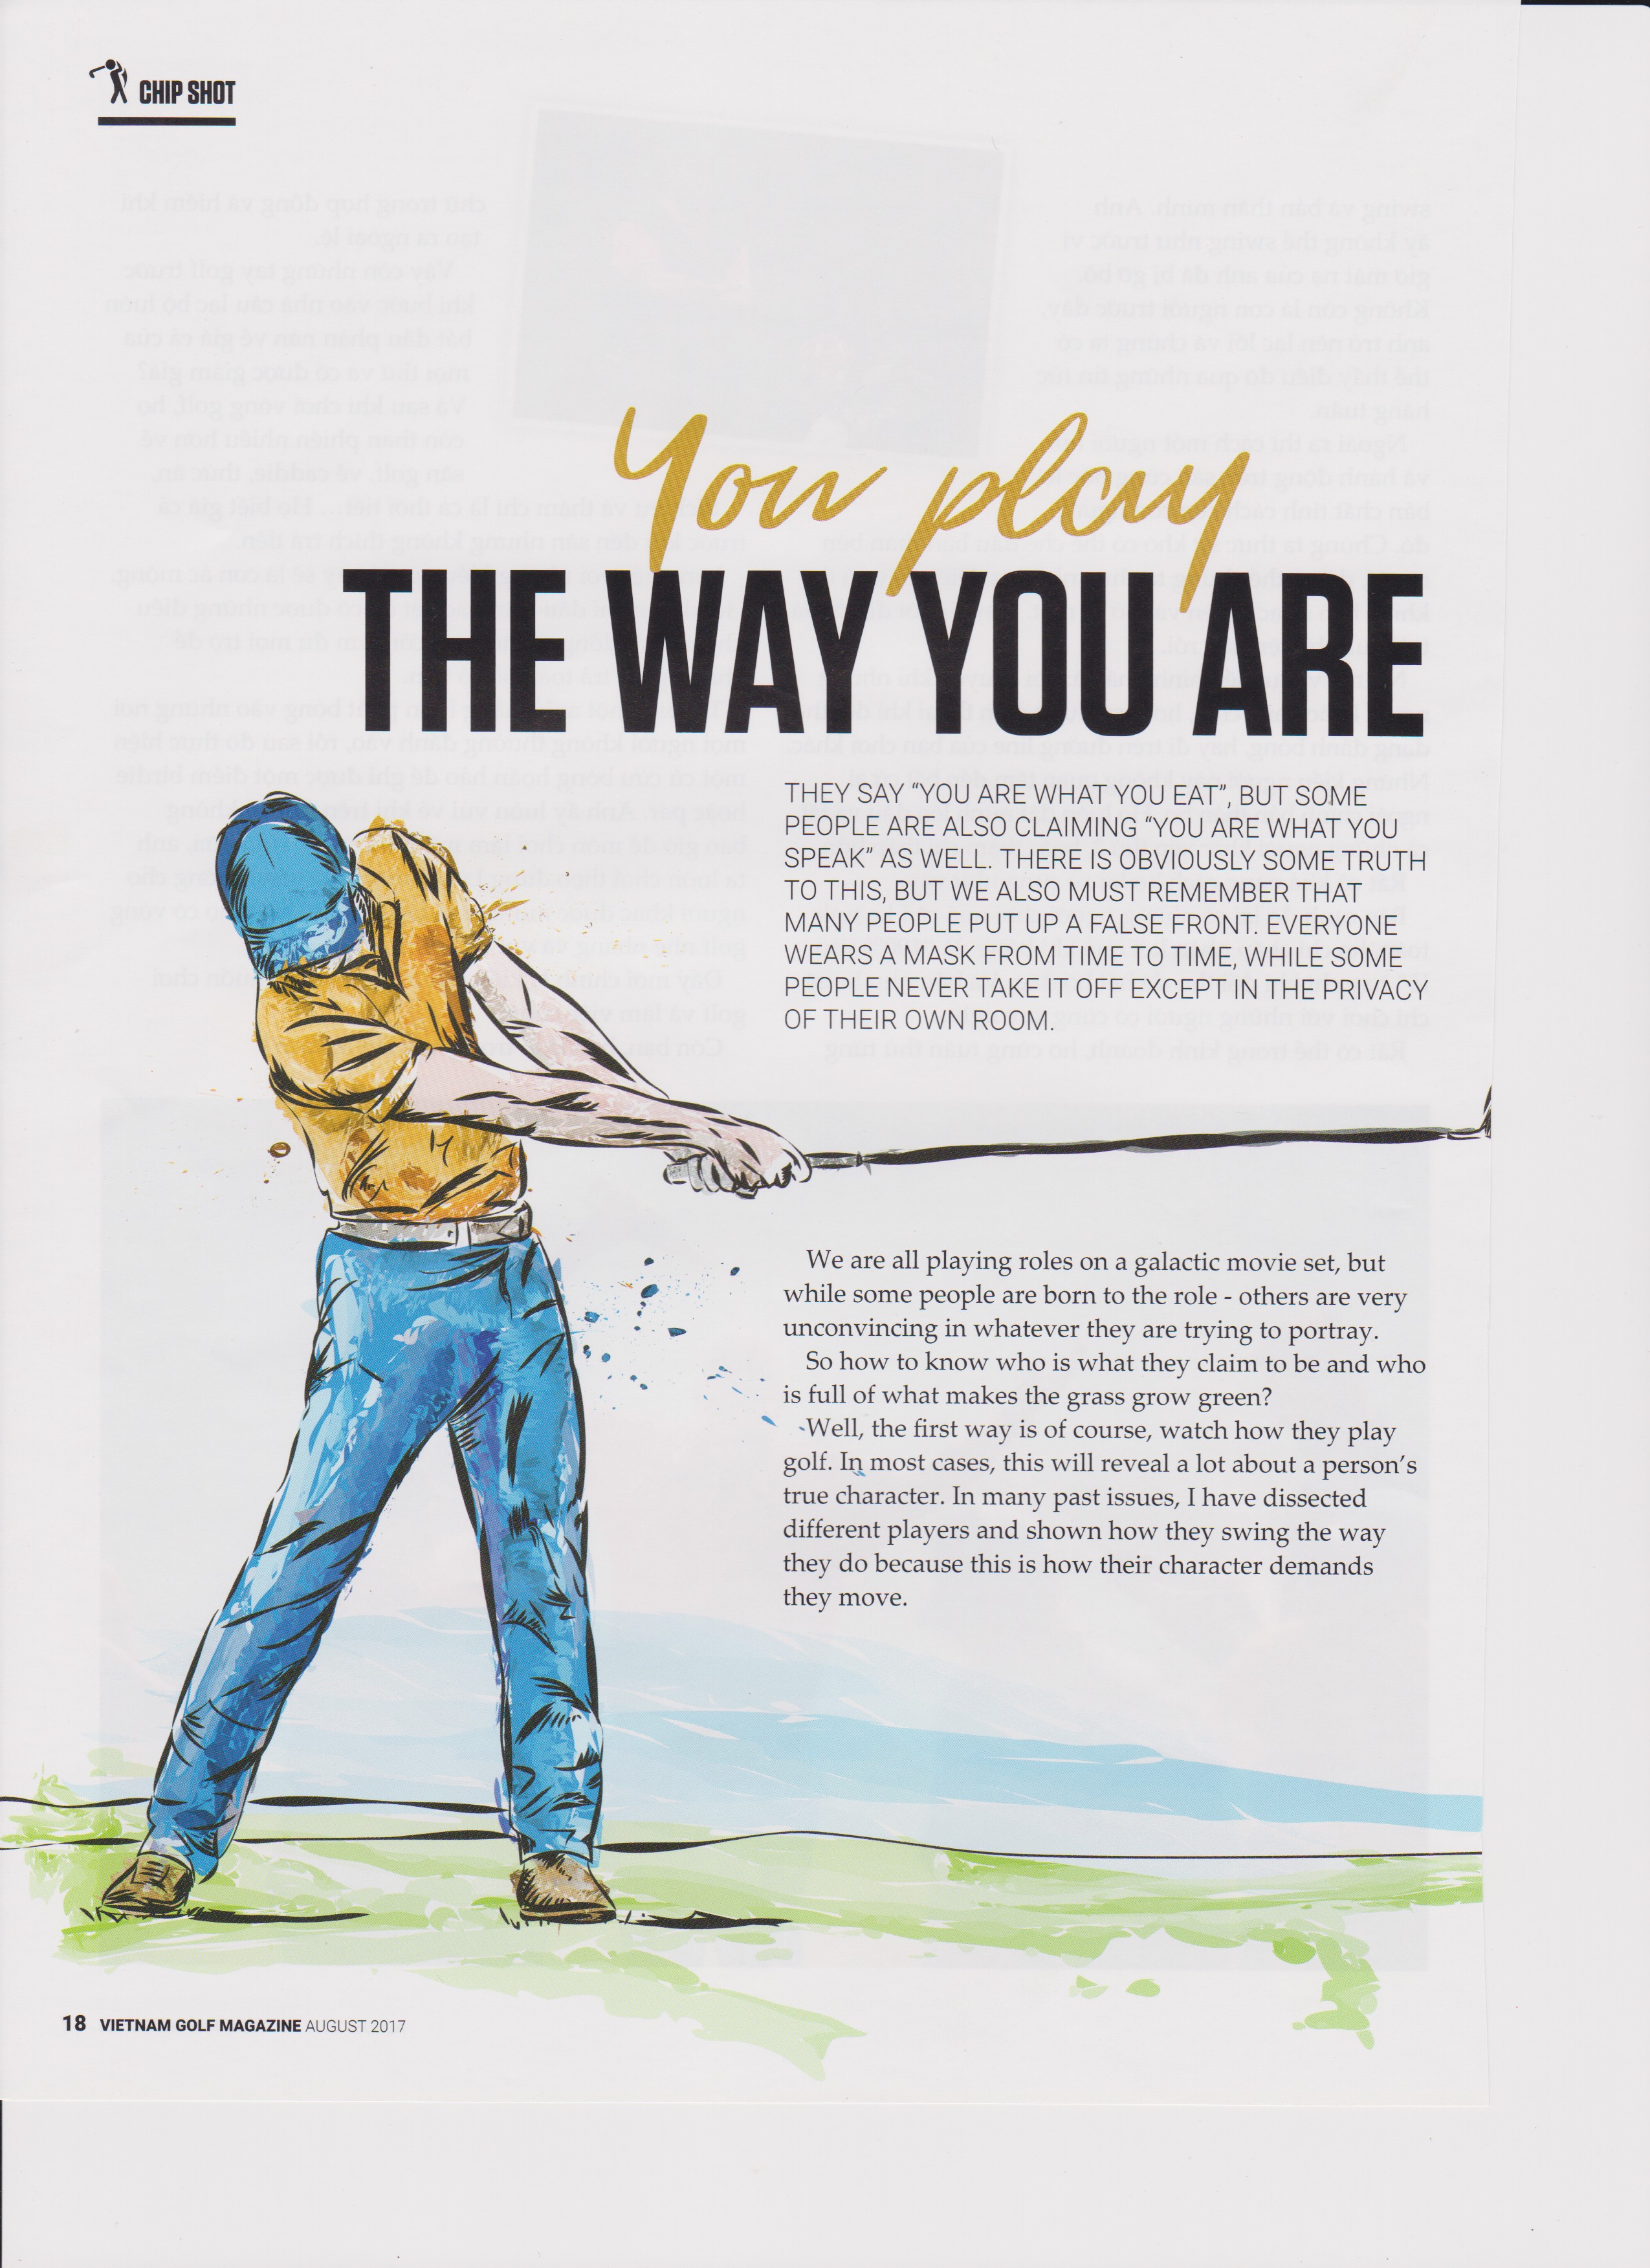 CHIP SHOT
You play
THE WAY YOU ARE
THEY SAY “YOU ARE WHAT YOU EAT”, BUT SOME
PEOPLE ARE ALSO CLAIMING “YOU ARE WHAT YOU
SPEAK” AS WELL. THERE IS OBVIOUSLY SOME TRUTH
TO THIS, BUT WE ALSO MUST REMEMBER THAT
MANY PEOPLE PUT UP A FALSE FRONT. EVERYONE
WEARS A MASK FROM TIME TO TIME, WHILE SOME
PEOPLE NEVER TAKE IT OFF EXCEPT IN THE PRIVACY
OF THEIR OWN ROOM.
We are all playing roles on a galactic movie set, but
while some people are born to the role - others are very
unconvincing in whatever they are trying to portray.
So how to know who is what they claim to be and who
is full of what makes the grass grow green?
Well, the first way is of course, watch how they play
golf. In most cases, this will reveal a lot about a person’s
true character. In many past issues, I have dissected
different players and shown how they swing the way
they do because this is how their character demands
they move.
18 VIETNAM GOLF MAGAZINE AUGUST 2017